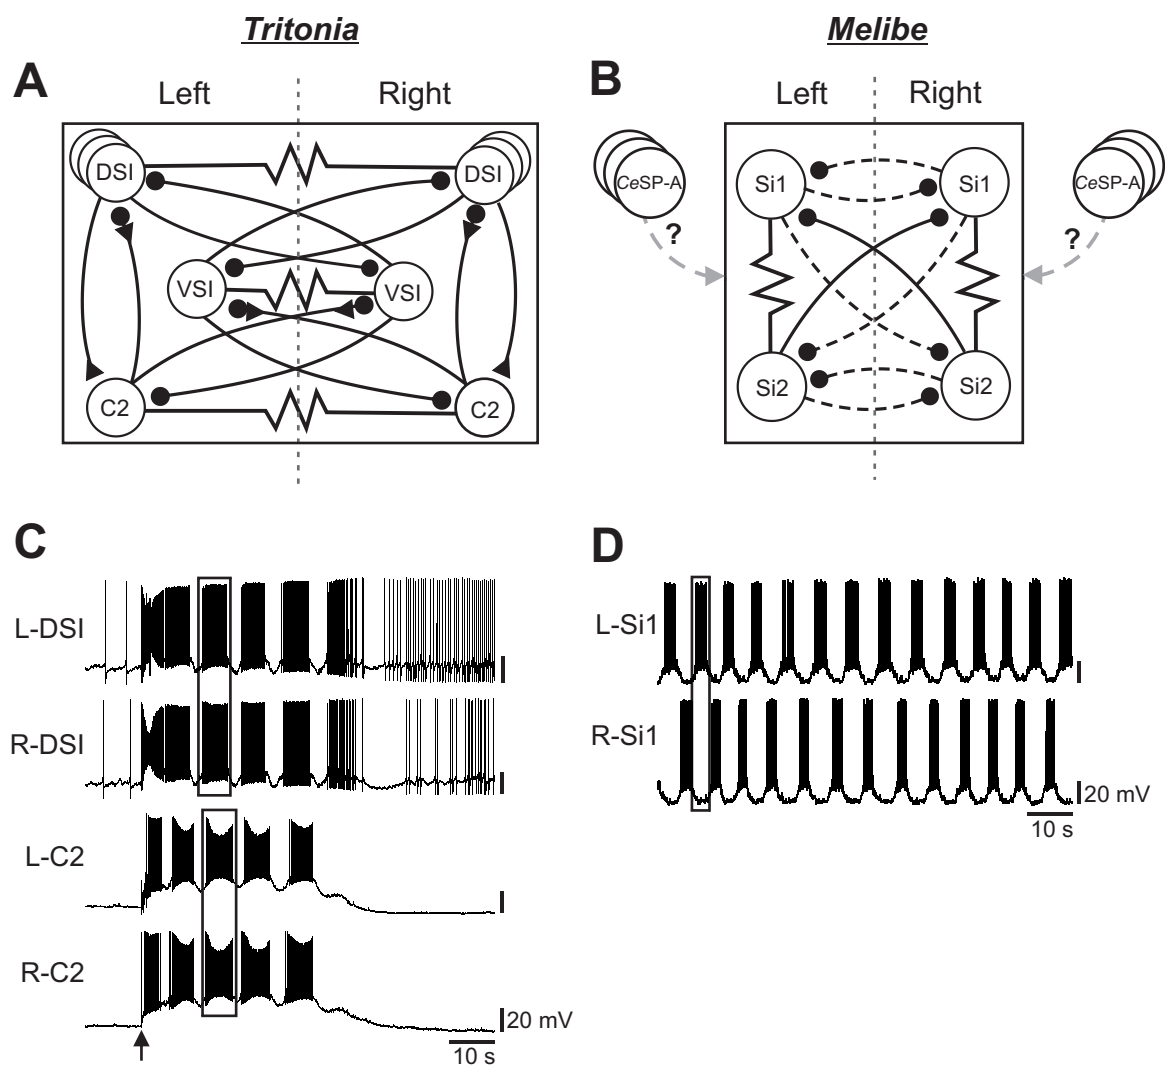 Tritonia
Melibe
A
Left
Right
B
Left
Right
DSI
DSI
VSI
VSI
C2
C2
CeSP-A
?
Si1
Si1
Si2
Si2
CeSP-A
?
C
L-DSI
R-DSI
L-C2
R-C2
20 mV
10 s
D
L-Si1
R-Si1
20 mV
10 s